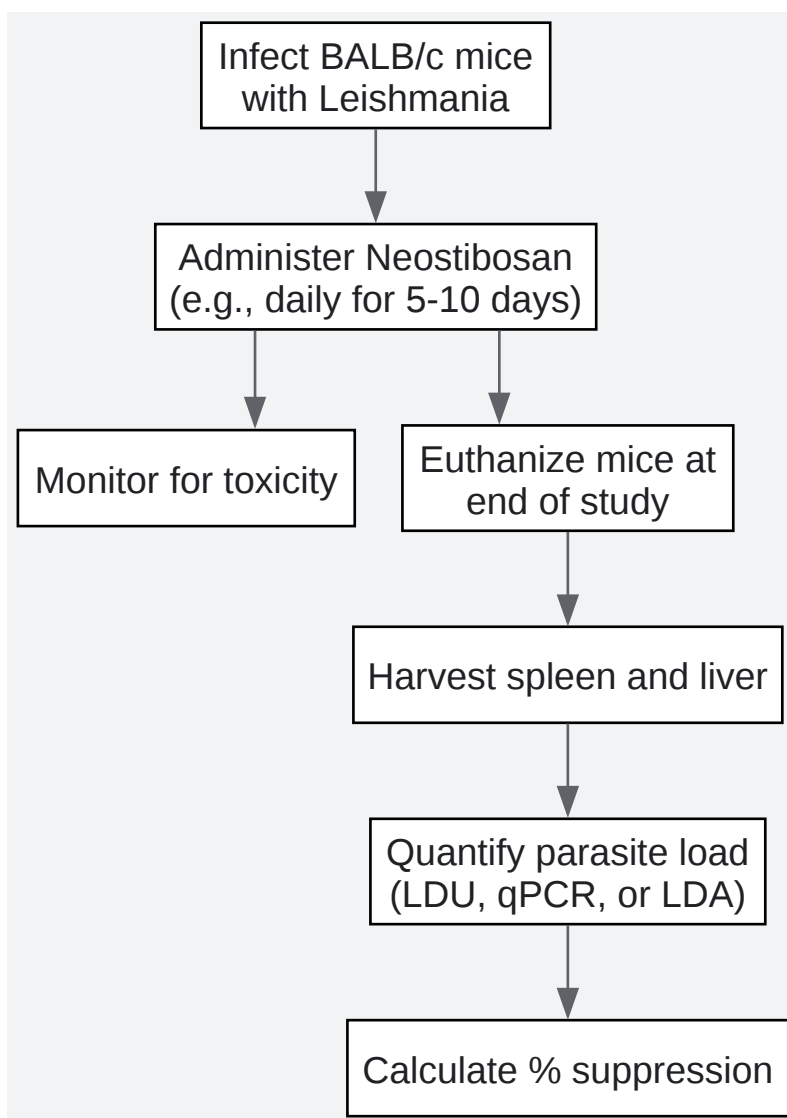 Infect BALB/c mice
with Leishmania
Administer Neostibosan
(e.g., daily for 5-10 days)
Monitor for toxicity
Euthanize mice at
end of study
Harvest spleen and liver
Quantify parasite load
(LDU, qPCR, or LDA)
Calculate % suppression